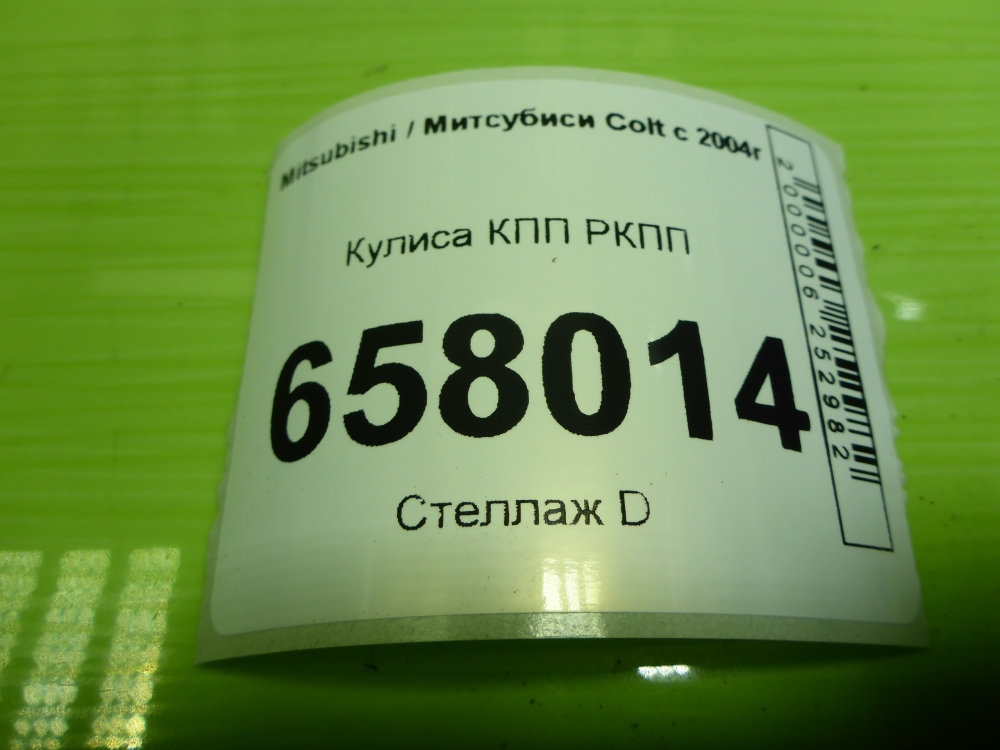 Mitsubishi / Митсубиси Colt с 2004г
Кулиса КПП РКПП
658014
Стеллаж D
2000006252982